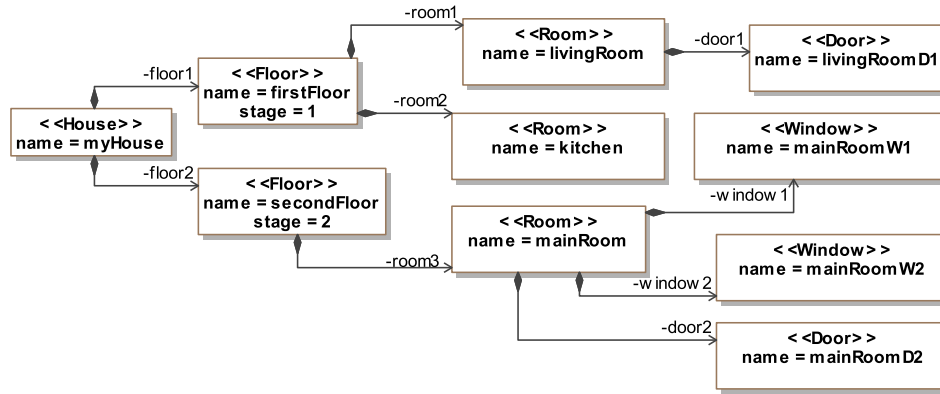 -room1
<<Room>>
name = livingRoom
-door1
<<Door>>
name = livingRoomD1
-floor1
<<Floor>>
name = firstFloor
stage = 1
-room2
<<House>>
name = myHouse
<<Room>>
name = kitchen
<<Window>>
name = mainRoomW1
-floor2
<<Floor>>
name = secondFloor
stage = 2
-window 1
<<Room>>
name = mainRoom
-room3
<<Window>>
name = mainRoomW2
-window 2
-door2
<<Door>>
name = mainRoomD2